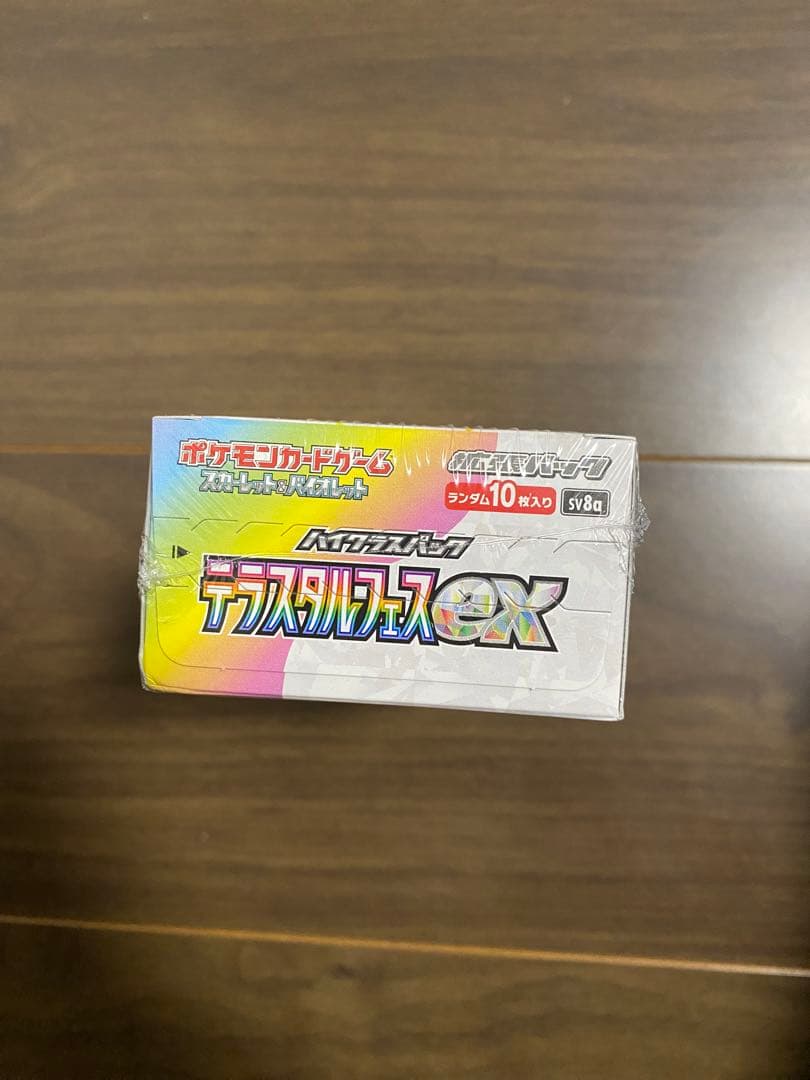 ポケモンカードゲーム
スカーレット&バイオレット
拡張パック
ランダム10枚入り
sv8a
ハイクラスパック
テラスタルフェスex